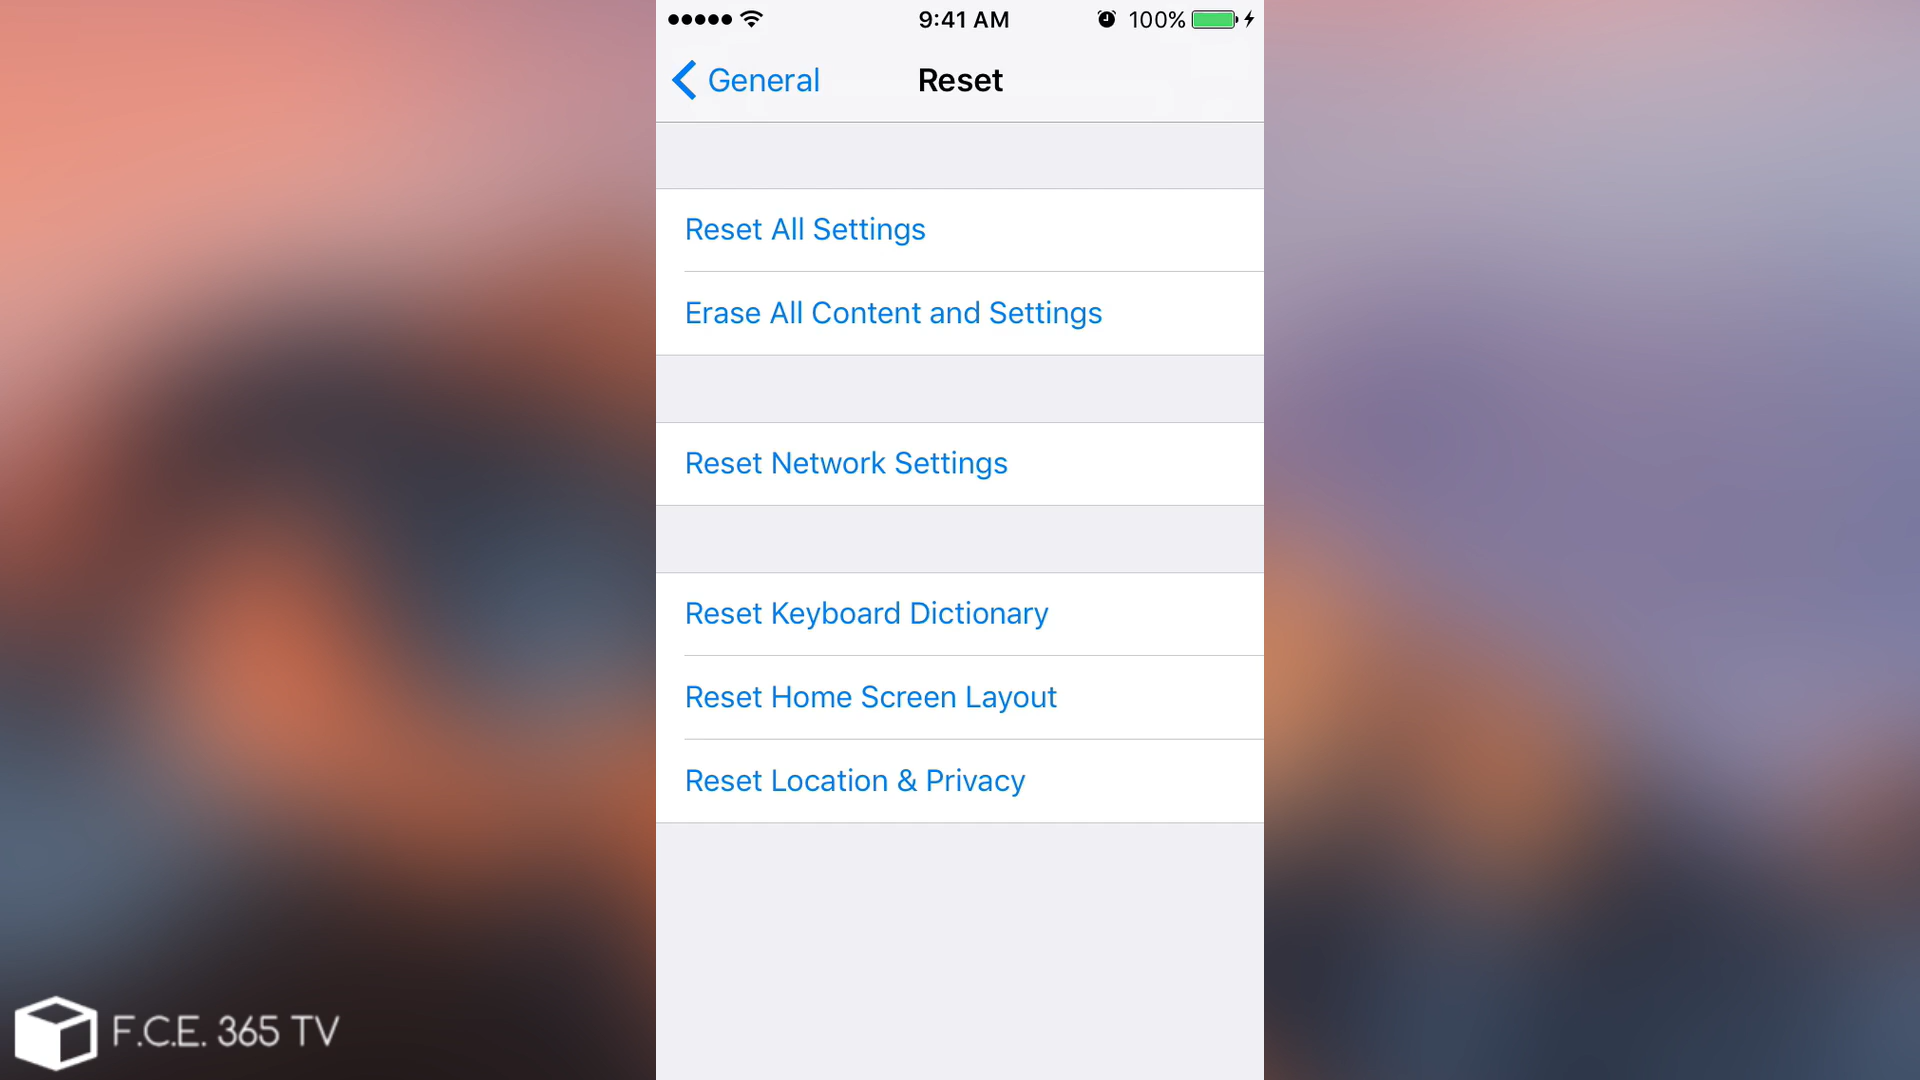 9:41 AM
100%
General
Reset
Reset All Settings
Erase All Content and Settings
Reset Network Settings
Reset Keyboard Dictionary
Reset Home Screen Layout
Reset Location & Privacy
F.C.E. 365 TV